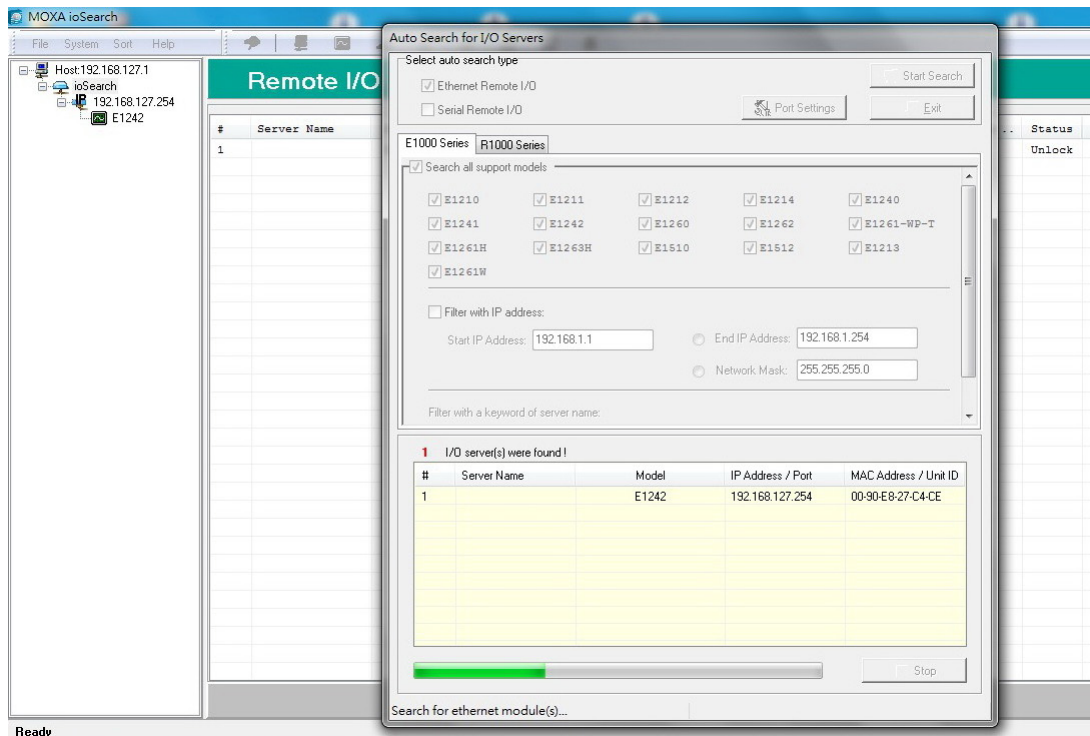 MOXA ioSearch
File System Sort Help
Host:192.168.127.1
ioSearch
192.168.127.254
E1242
Remote I/O
# Server Name .. Status
1 Unlock
Auto Search for I/O Servers
Select auto search type
Ethernet Remote I/O
Serial Remote I/O
Start Search
Port Settings
Exit
E1000 Series R1000 Series
Search all support models
E1210 E1211 E1212 E1214 E1240
E1241 E1242 E1260 E1262 E1261-WP-T
E1261H E1263H E1510 E1512 E1213
E1261W
Filter with IP address:
Start IP Address: 192.168.1.1 End IP Address: 192.168.1.254
Network Mask: 255.255.255.0
Filter with a keyword of server name:
1 I/O server(s) were found !
# Server Name Model IP Address / Port MAC Address / Unit ID
1 E1242 192.168.127.254 00-90-E8-27-C4-CE
Stop
Search for ethernet module(s)...
Ready